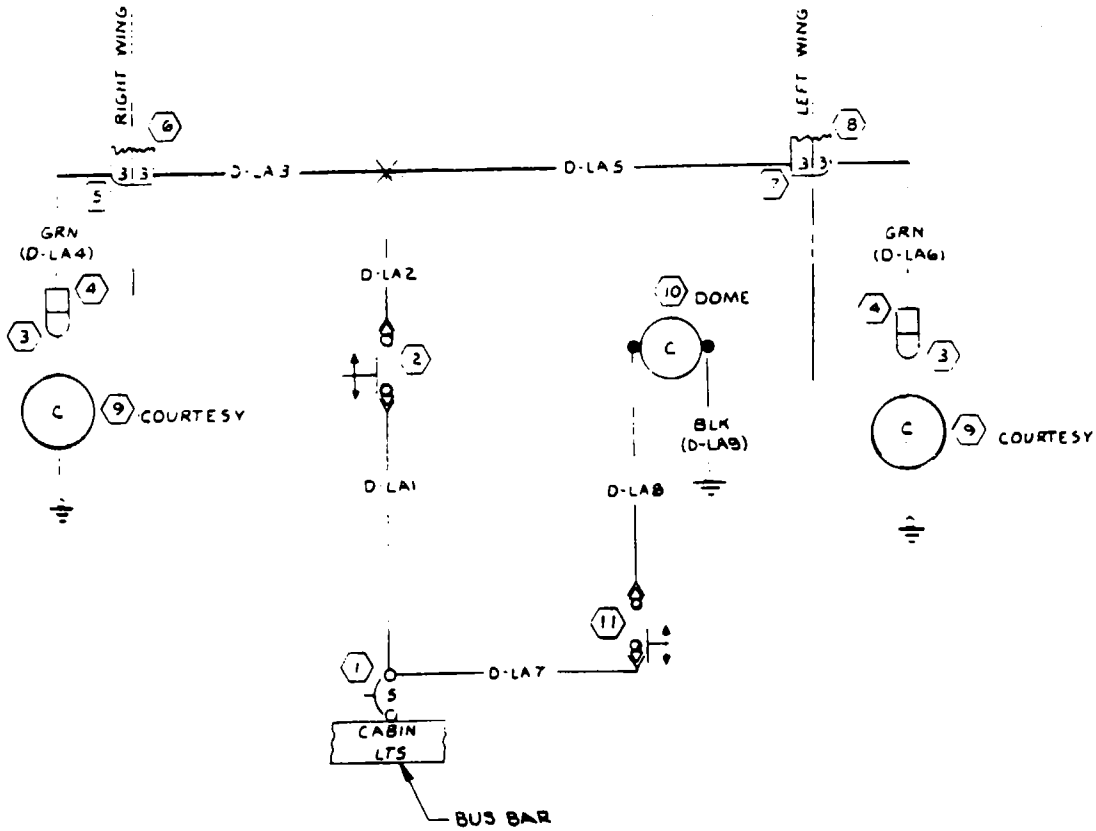 RIGHT WING
LEFT WING
6
8
3 3
D-LA3
D-LA5
3 3
5
7
GRN
(D-LA4)
GRN
(D-LA6)
4
3
D-LA2
10 DOME
4
3
2
C
C
9 COURTESY
BLK
(D-LA9)
C
9 COURTESY
D-LA1
D-LA8
11
1
D-LA7
5
CABIN
LTS
BUS BAR